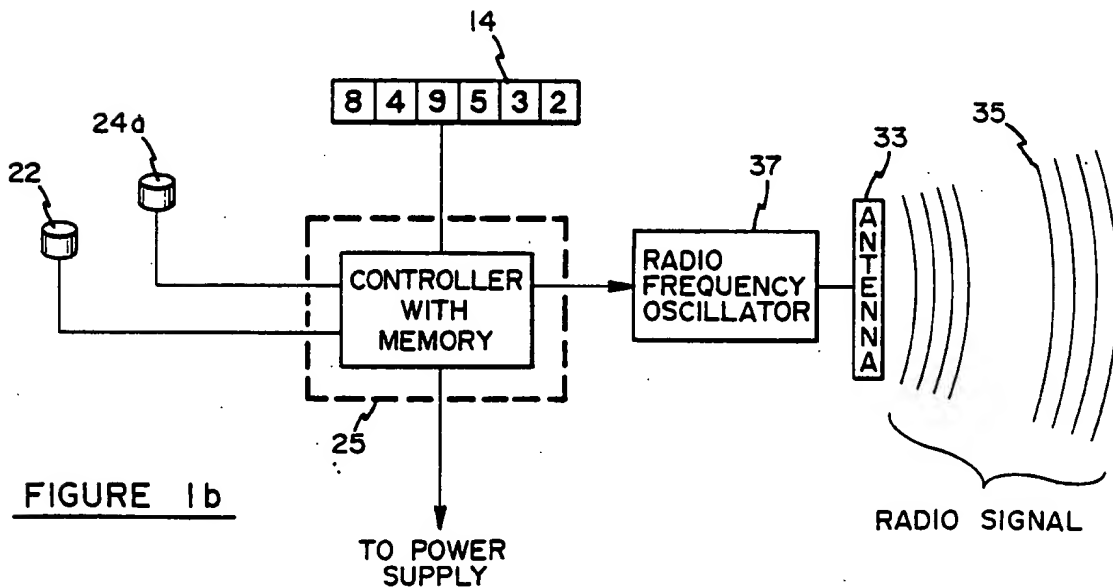 14
8 4 9 5 3 2
24a
22
33
35
37
ANTENNA
RADIO
FREQUENCY
OSCILLATOR
CONTROLLER
WITH
MEMORY
25
FIGURE 1b
RADIO SIGNAL
TO POWER
SUPPLY